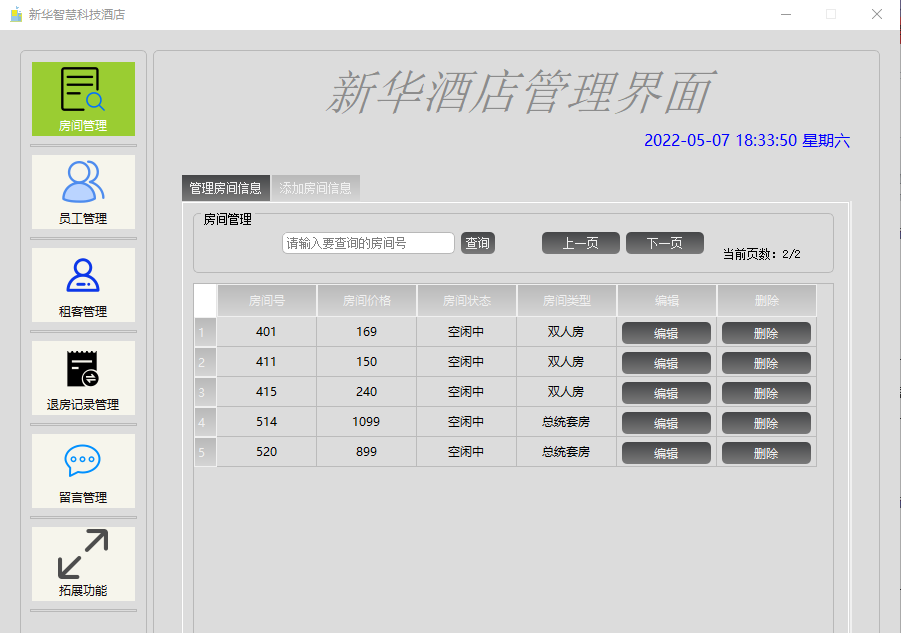 新华智慧科技酒店
房间管理
员工管理
租客管理
退房记录管理
留言管理
拓展功能
新华酒店管理界面
2022-05-07 18:33:50 星期六
管理房间信息 添加房间信息
房间管理
请输入要查询的房间号 查询 上一页 下一页 当前页数：2/2
房间号 房间价格 房间状态 房间类型 编辑 删除
1 401 169 空闲中 双人房 编辑 删除
2 411 150 空闲中 双人房 编辑 删除
3 415 240 空闲中 双人房 编辑 删除
4 514 1099 空闲中 总统套房 编辑 删除
5 520 899 空闲中 总统套房 编辑 删除